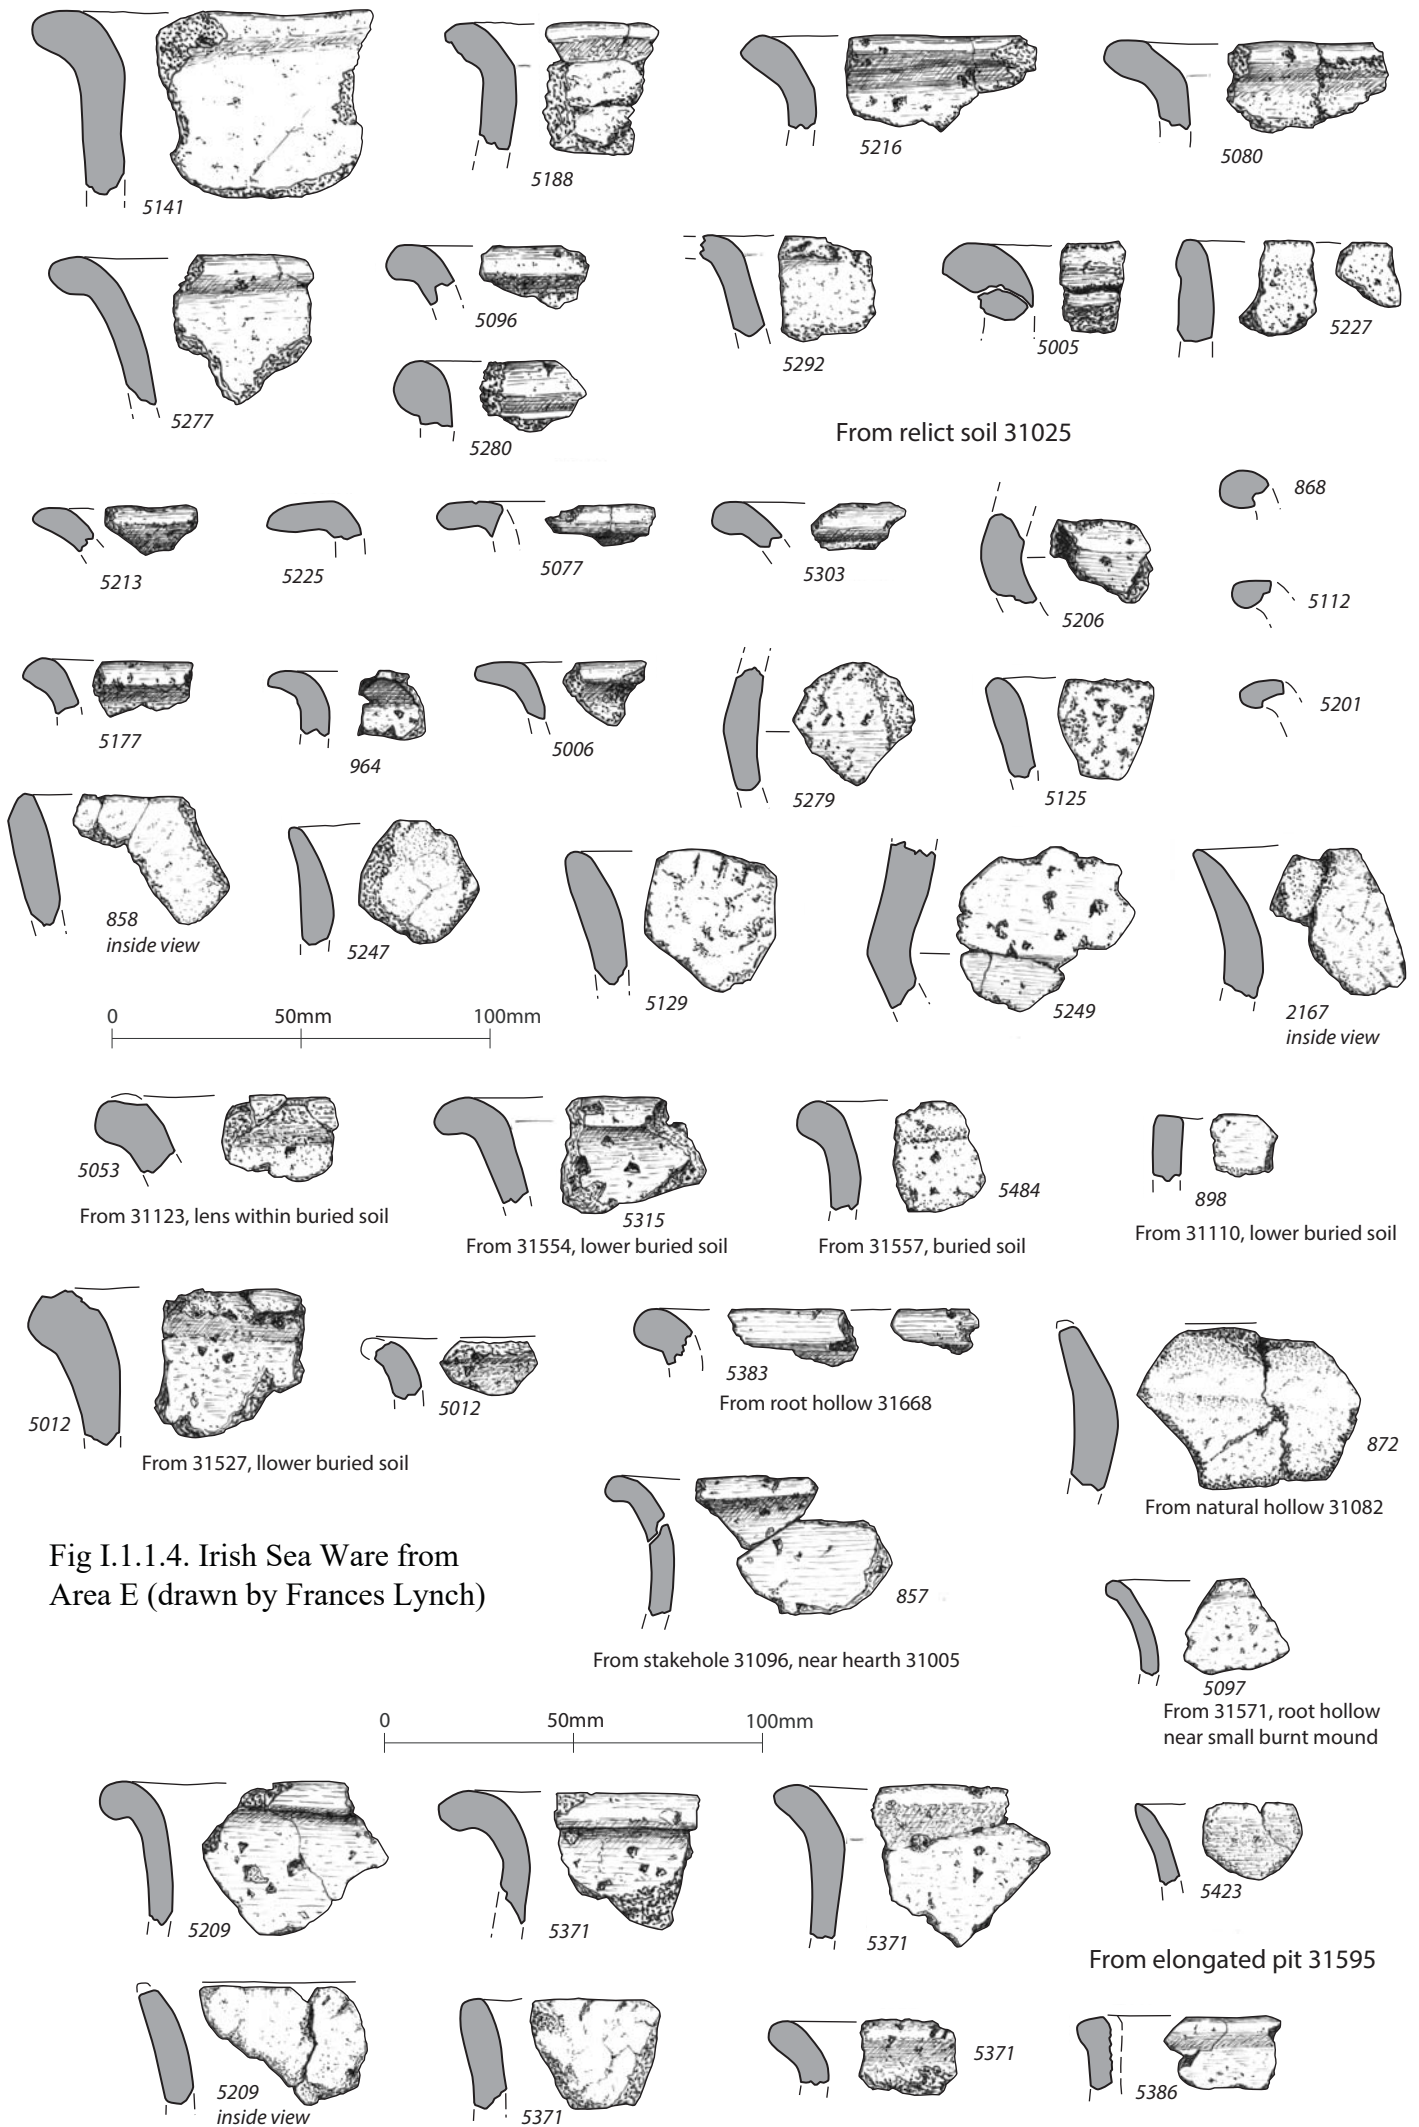 5141
5188
5216
5080
5277
5096
5280
5292
5005
5227
From relict soil 31025
5213
5225
5077
5303
5206
868
5112
5201
5177
964
5006
5279
5125
858
inside view
5247
5129
5249
2167
inside view
0 50mm 100mm
5053
From 31123, lens within buried soil
5315
From 31554, lower buried soil
5484
From 31557, buried soil
898
From 31110, lower buried soil
5012
5012
From 31527, llower buried soil
5383
From root hollow 31668
872
From natural hollow 31082
Fig I.1.1.4. Irish Sea Ware from
Area E (drawn by Frances Lynch)
857
From stakehole 31096, near hearth 31005
5097
From 31571, root hollow
near small burnt mound
0 50mm 100mm
5209
5371
5371
5423
From elongated pit 31595
5209
inside view
5371
5371
5386